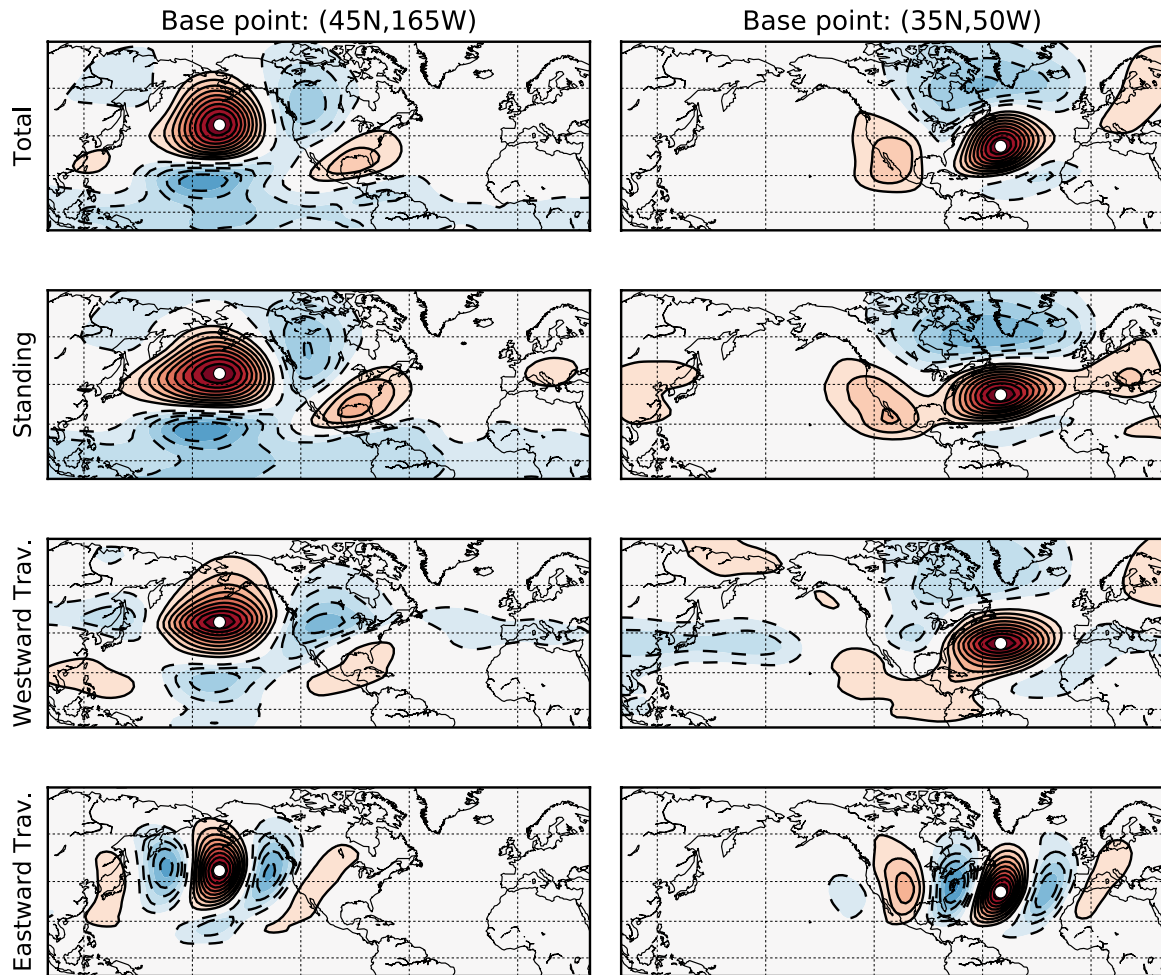 Base point: (45N,165W)
Base point: (35N,50W)
Total
Standing
Westward Trav.
Eastward Trav.